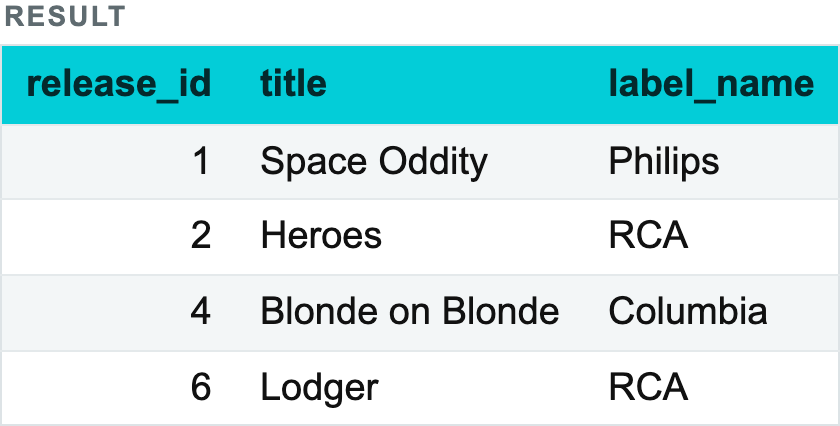 RESULT
release_id title label_name
1 Space Oddity Philips
2 Heroes RCA
4 Blonde on Blonde Columbia
6 Lodger RCA